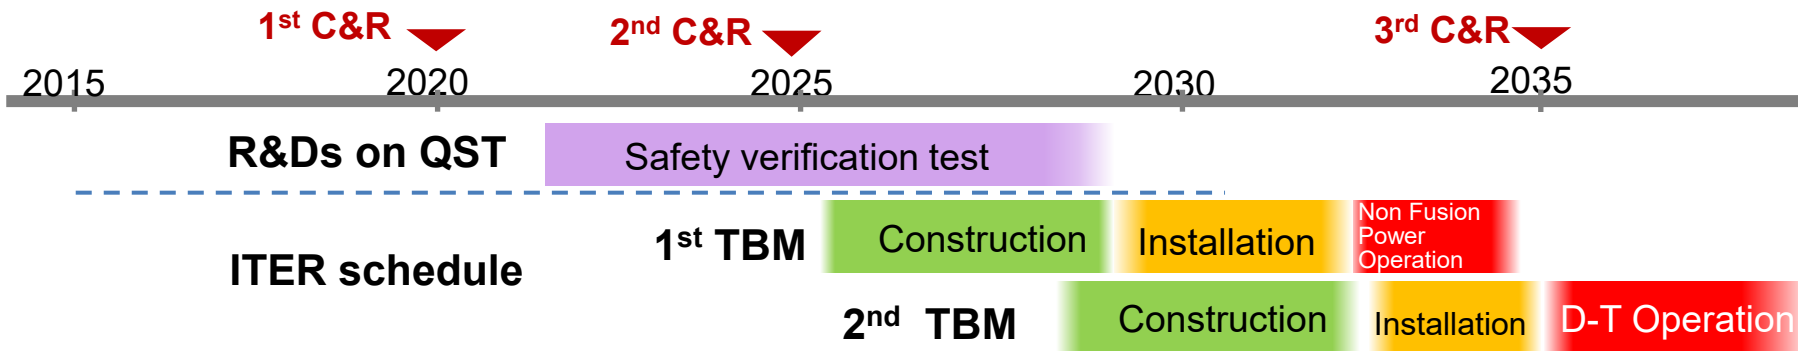 1st C&R
2nd C&R
3rd C&R
2015
2020
2025
2030
2035
R&Ds on QST
Safety verification test
1st TBM
Construction
Installation
Non Fusion
Power
Operation
ITER schedule
2nd TBM
Construction
Installation
D-T Operation